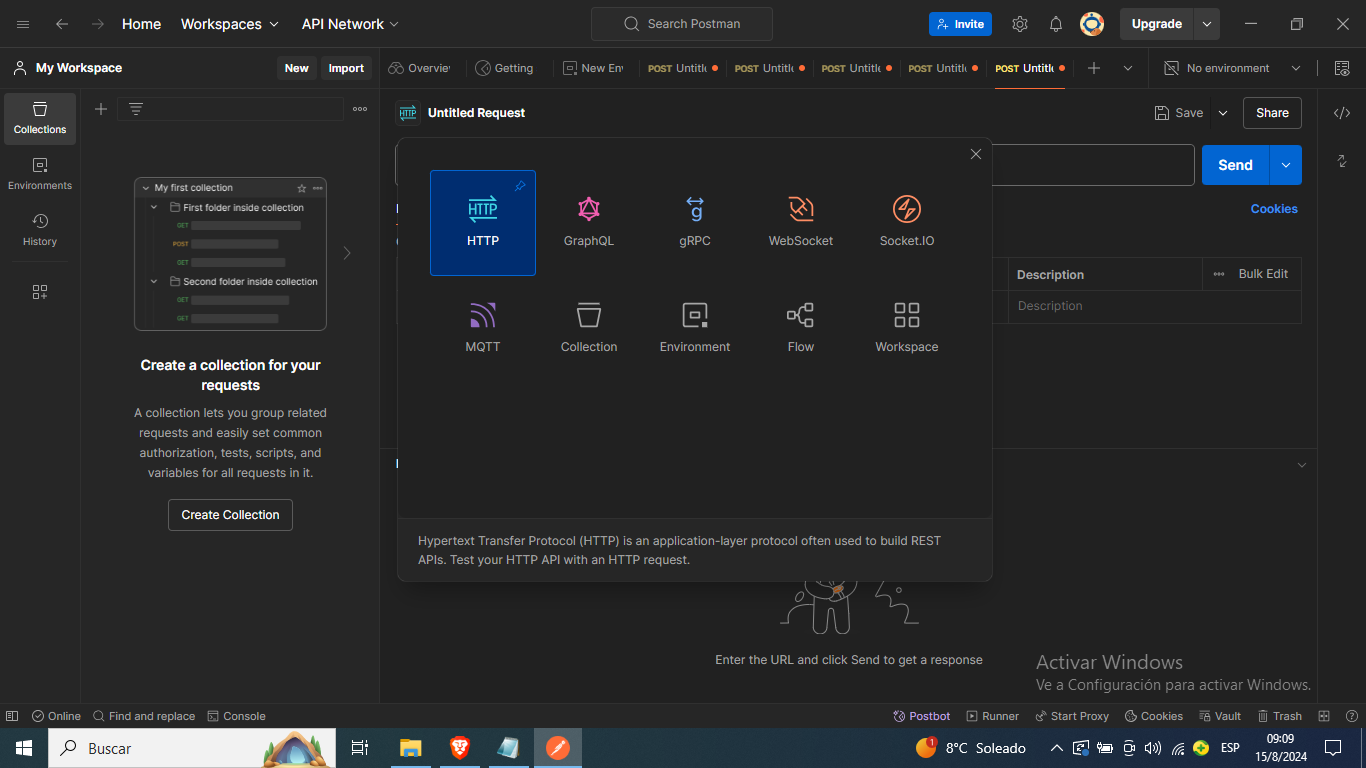 Home Workspaces API Network Search Postman Invite Upgrade
My Workspace New Import Overvie Getting New En POST Untitle POST Untitle POST Untitle POST Untitle POST Untitle No environment
Collections
Environments
History
My first collection
First folder inside collection
GET
POST
GET
Second folder inside collection
GET
GET
Create a collection for your
requests
A collection lets you group related
requests and easily set common
authorization, tests, scripts, and
variables for all requests in it.
Create Collection
HTTP Untitled Request Save Share
Send
Cookies
Description Bulk Edit
Description
HTTP
HTTP
GraphQL
g
gRPC
WebSocket
Socket.IO
MQTT
Collection
Environment
Flow
Workspace
Hypertext Transfer Protocol (HTTP) is an application-layer protocol often used to build REST
APIs. Test your HTTP API with an HTTP request.
Enter the URL and click Send to get a response
Activar Windows
Ve a Configuración para activar Windows.
Online Find and replace Console Postbot Runner Start Proxy Cookies Vault Trash
Buscar
1
8°C Soleado
ESP
09:09
15/8/2024